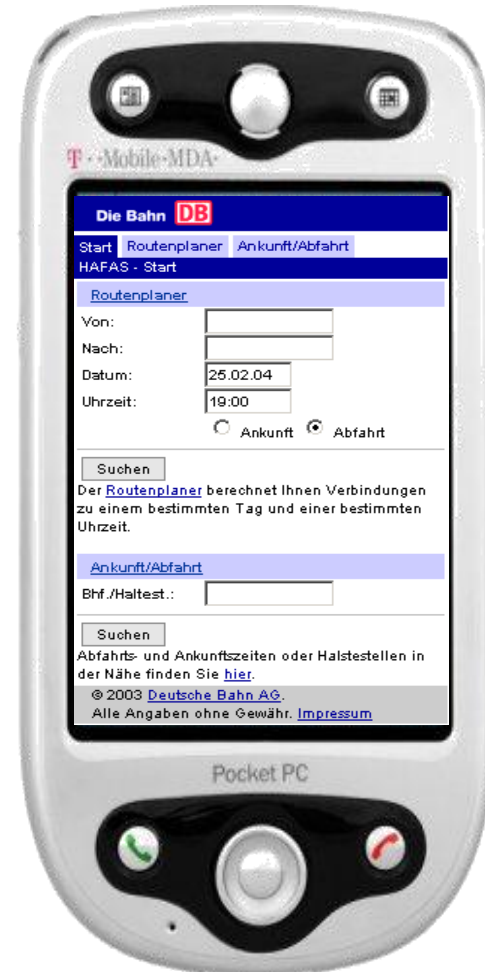 T··Mobile·MDA·
Die Bahn DB
Start Routenplaner Ankunft/Abfahrt
HAFAS - Start
Routenplaner
Von:
Nach:
Datum: 25.02.04
Uhrzeit: 19:00
Ankunft Abfahrt
Suchen
Der Routenplaner berechnet Ihnen Verbindungen
zu einem bestimmten Tag und einer bestimmten
Uhrzeit.
Ankunft/Abfahrt
Bhf./Haltest.:
Suchen
Abfahrts- und Ankunftszeiten oder Halstestellen in
der Nähe finden Sie hier.
© 2003 Deutsche Bahn AG.
Alle Angaben ohne Gewähr. Impressum
Pocket PC